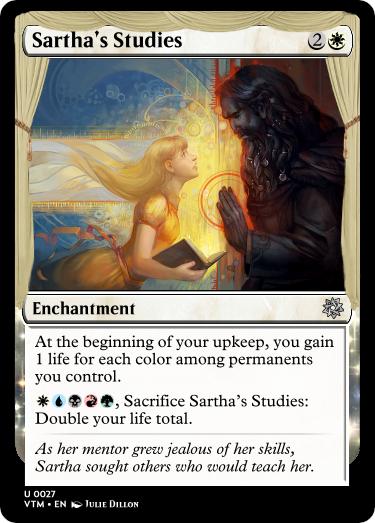 Sartha's Studies 2W
Enchantment
At the beginning of your upkeep, you gain
1 life for each color among permanents
you control.
, Sacrifice Sartha's Studies:
Double your life total.
As her mentor grew jealous of her skills,
Sartha sought others who would teach her.
U 0027
VTM • EN JULIE DILLON